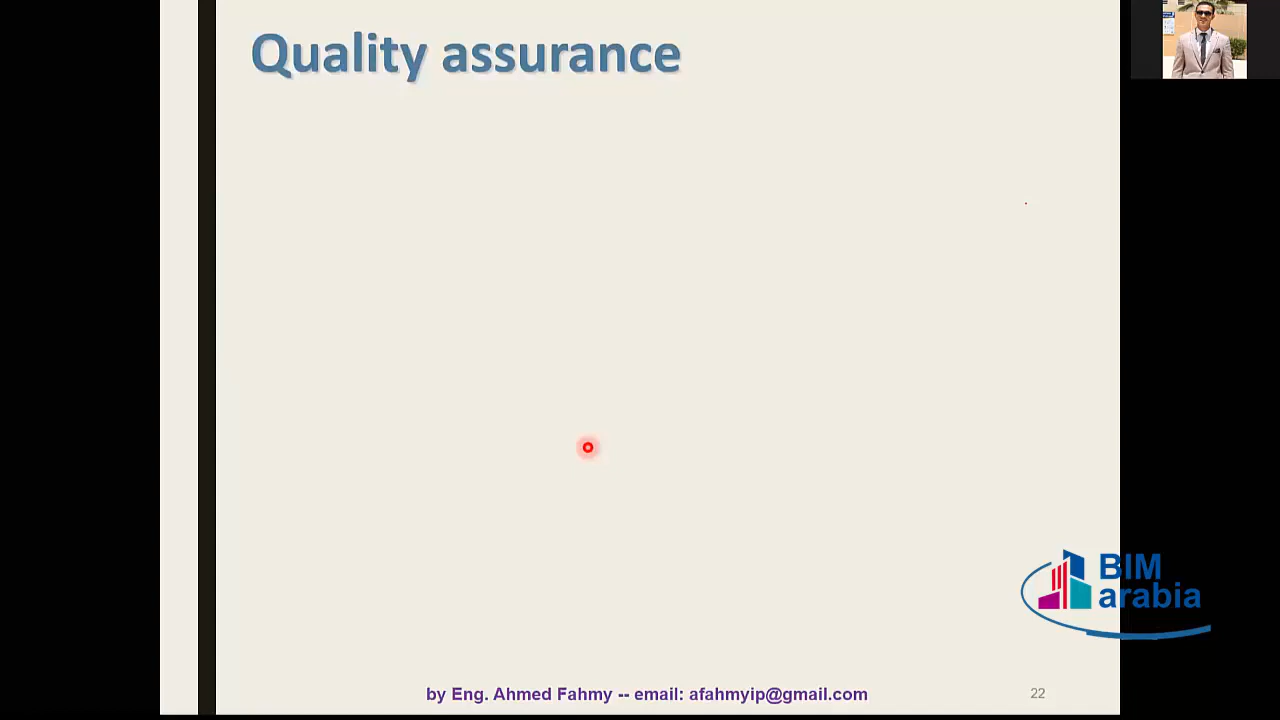 Quality assurance
BIM
arabia
by Eng. Ahmed Fahmy -- email: afahmyip@gmail.com
22